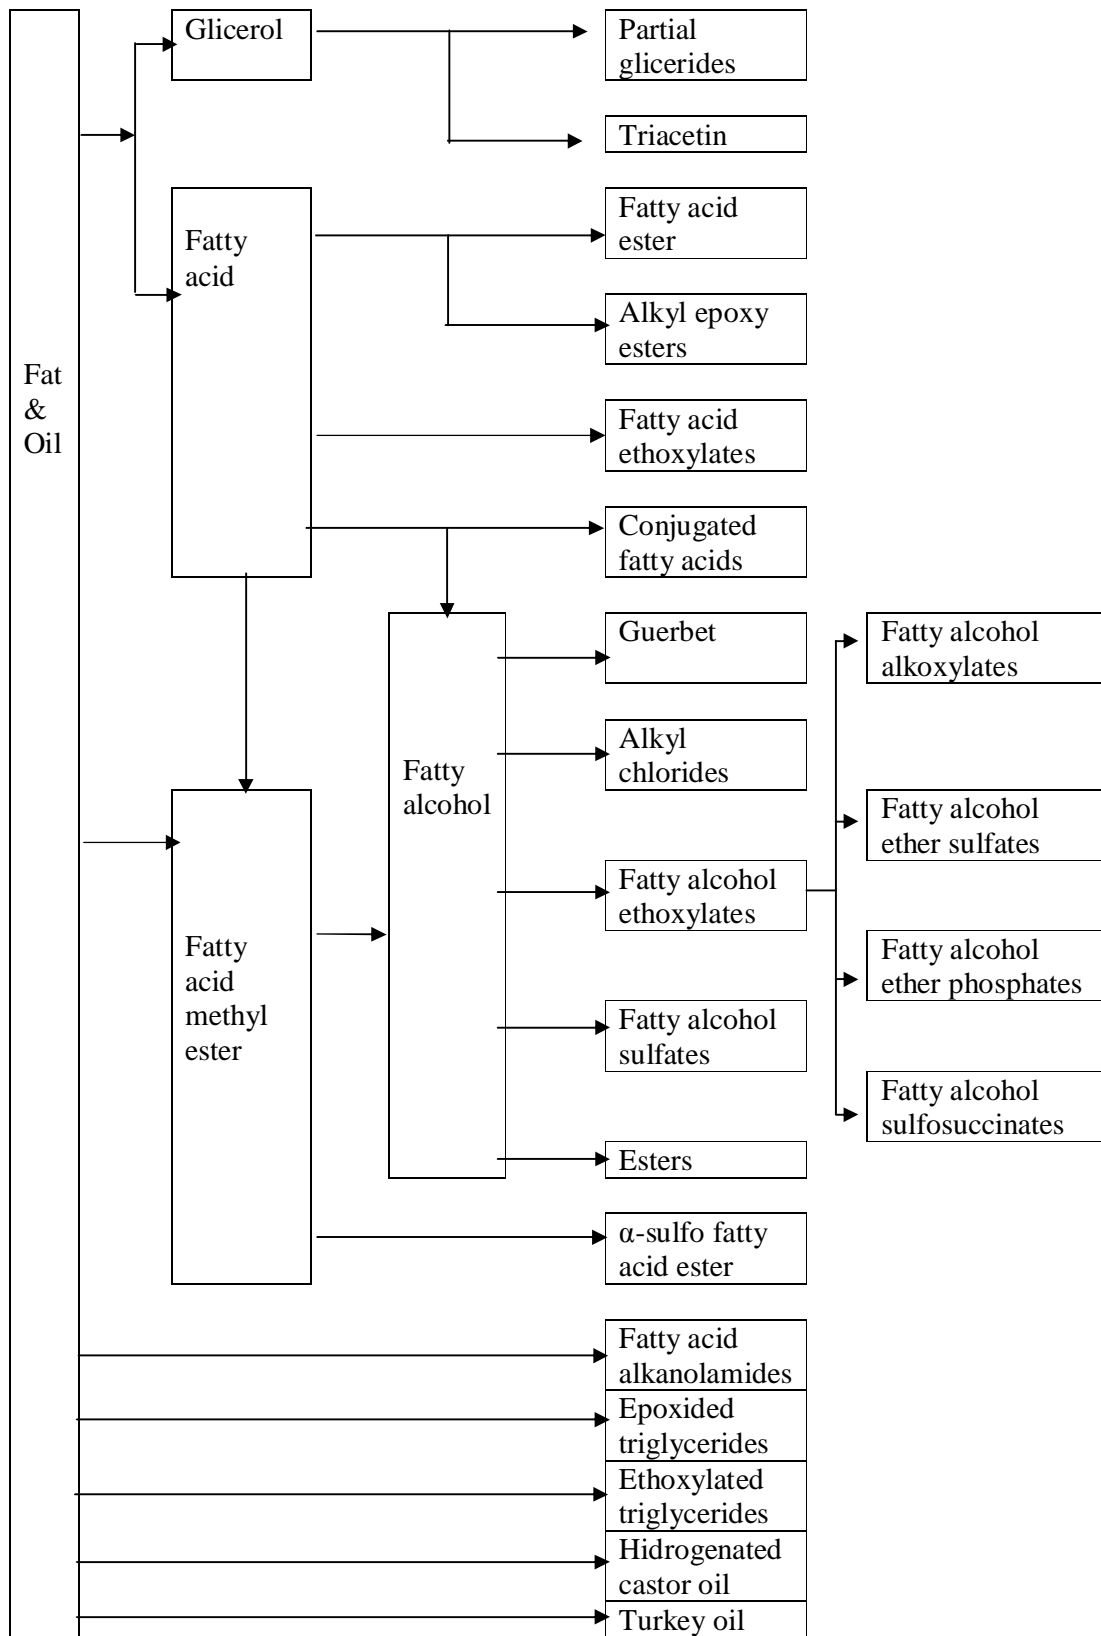 Glicerol
Partial
glicerides
Triacetin
Fatty
acid
Fatty acid
ester
Alkyl epoxy
esters
Fat
&
Oil
Fatty acid
ethoxylates
Conjugated
fatty acids
Fatty
alcohol
Guerbet
Alkyl
chlorides
Fatty alcohol
ethoxylates
Fatty alcohol
sulfates
Esters
Fatty alcohol
alkoxylates
Fatty alcohol
ether sulfates
Fatty alcohol
ether phosphates
Fatty alcohol
sulfosuccinates
Fatty
acid
methyl
ester
α-sulfo fatty
acid ester
Fatty acid
alkanolamides
Epoxided
triglycerides
Ethoxylated
triglycerides
Hidrogenated
castor oil
Turkey oil